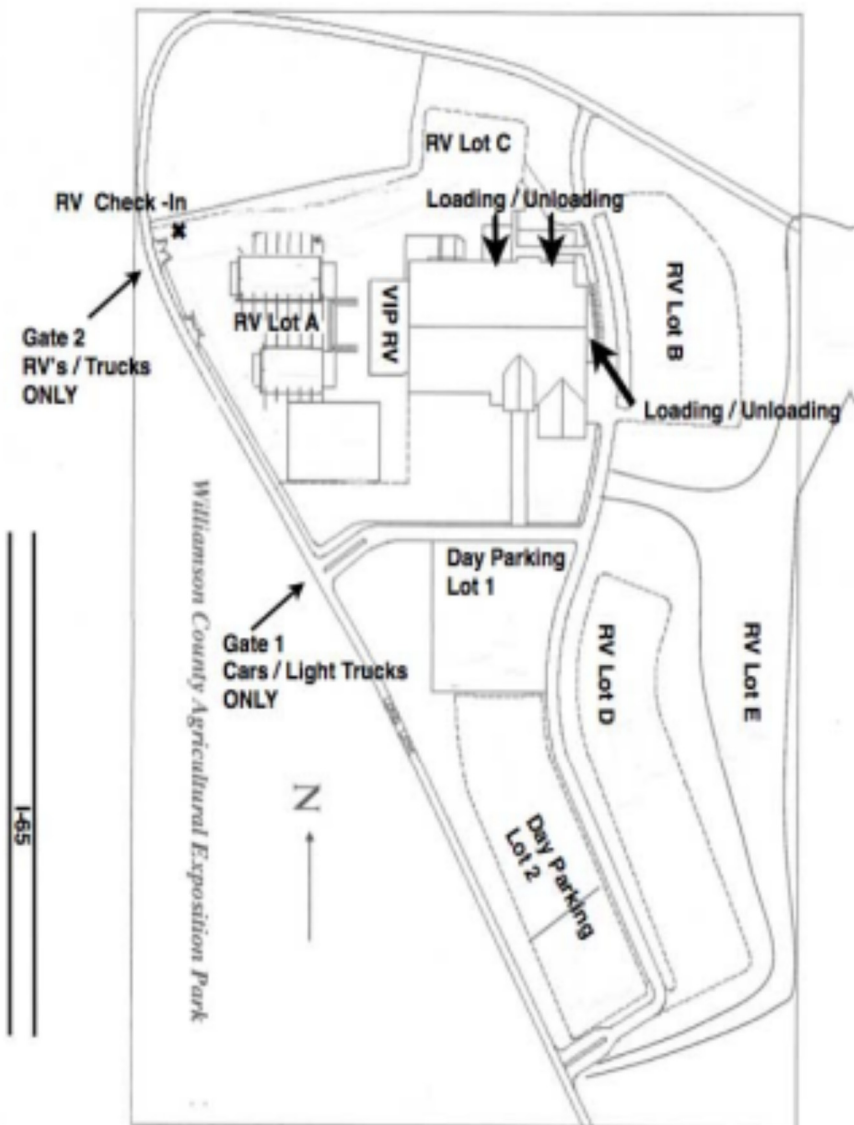 RV Lot C
RV Check -In
Loading / Unloading
RV Lot A
VIP RV
RV Lot B
Gate 2
RV's / Trucks
ONLY
Loading / Unloading
Williamson County Agricultural Exposition Park
Day Parking
Lot 1
Gate 1
Cars / Light Trucks
ONLY
RV Lot D
RV Lot E
N
I-65
Day Parking
Lot 2